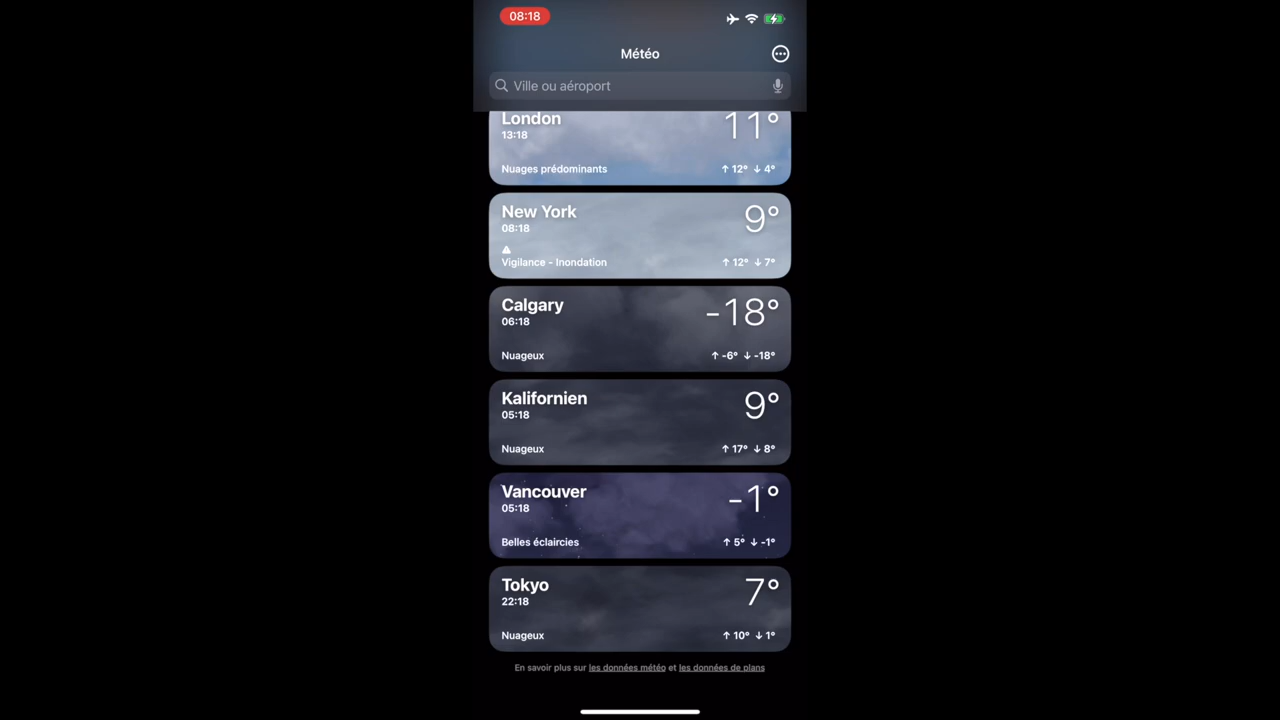 08:18
Météo
Ville ou aéroport
London 11°
13:18
Nuages prédominants ↑ 12° ↓ 4°
New York 9°
08:18
Vigilance - Inondation ↑ 12° ↓ 7°
Calgary -18°
06:18
Nuageux ↑ -6° ↓ -18°
Kalifornien 9°
05:18
Nuageux ↑ 17° ↓ 8°
Vancouver -1°
05:18
Belles éclaircies ↑ 5° ↓ -1°
Tokyo 7°
22:18
Nuageux ↑ 10° ↓ 1°
En savoir plus sur les données météo et les données de plans